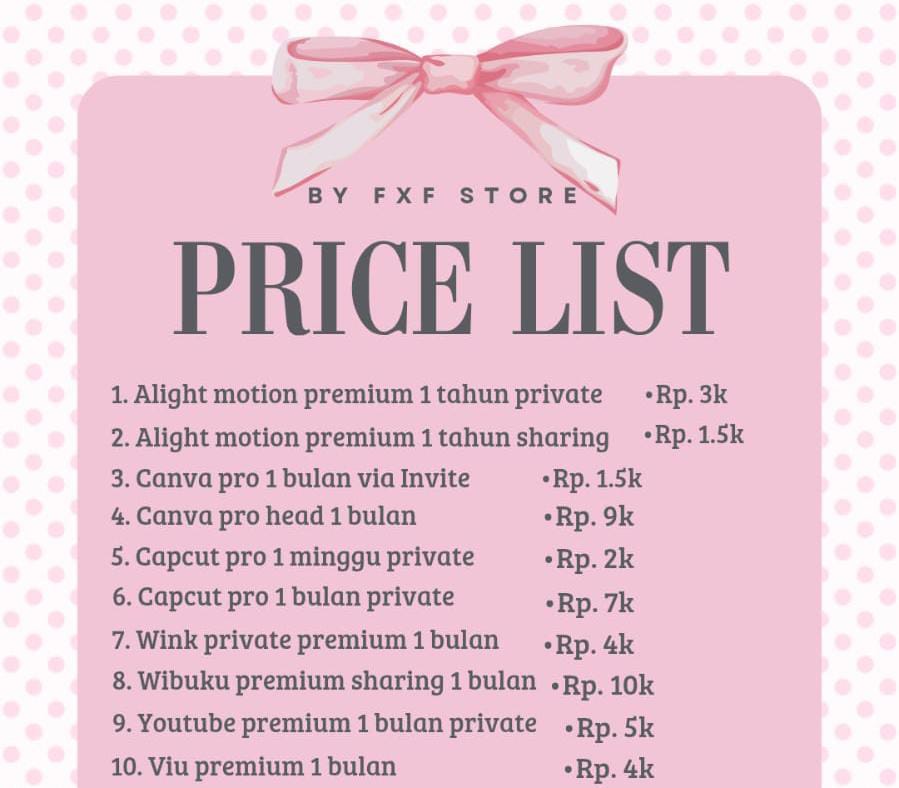 BY FXF STORE
PRICE LIST
1. Alight motion premium 1 tahun private •Rp. 3k
2. Alight motion premium 1 tahun sharing •Rp. 1.5k
3. Canva pro 1 bulan via Invite •Rp. 1.5k
4. Canva pro head 1 bulan •Rp. 9k
5. Capcut pro 1 minggu private •Rp. 2k
6. Capcut pro 1 bulan private •Rp. 7k
7. Wink private premium 1 bulan •Rp. 4k
8. Wibuku premium sharing 1 bulan •Rp. 10k
9. Youtube premium 1 bulan private •Rp. 5k
10. Viu premium 1 bulan •Rp. 4k